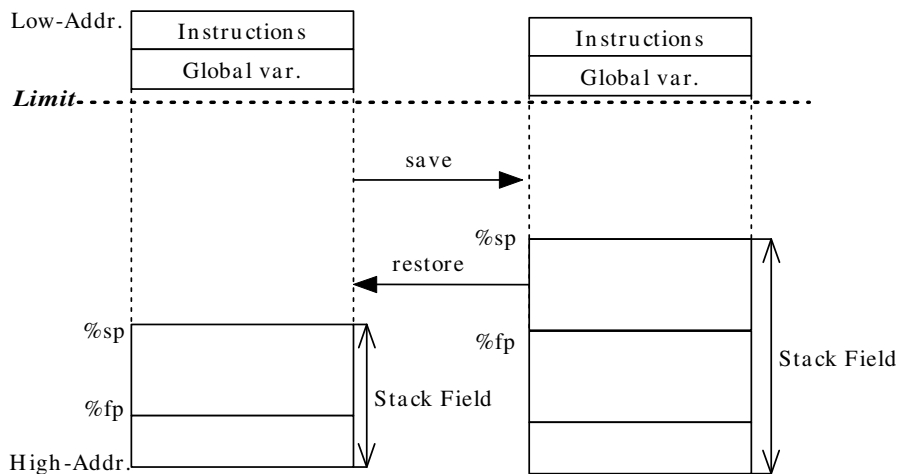 Low-Addr.
Instructions
Global var.
Instructions
Global var.
Limit
save
%sp
restore
%sp
%fp
%fp
Stack Field
Stack Field
High-Addr.